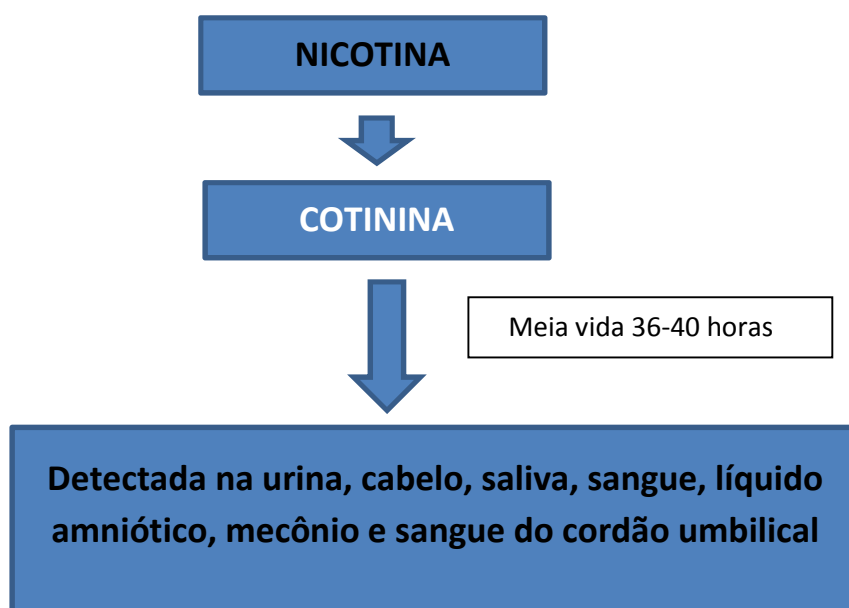 NICOTINA
COTININA
Meia vida 36-40 horas
Detectada na urina, cabelo, saliva, sangue, líquido
amniótico, mecônio e sangue do cordão umbilical